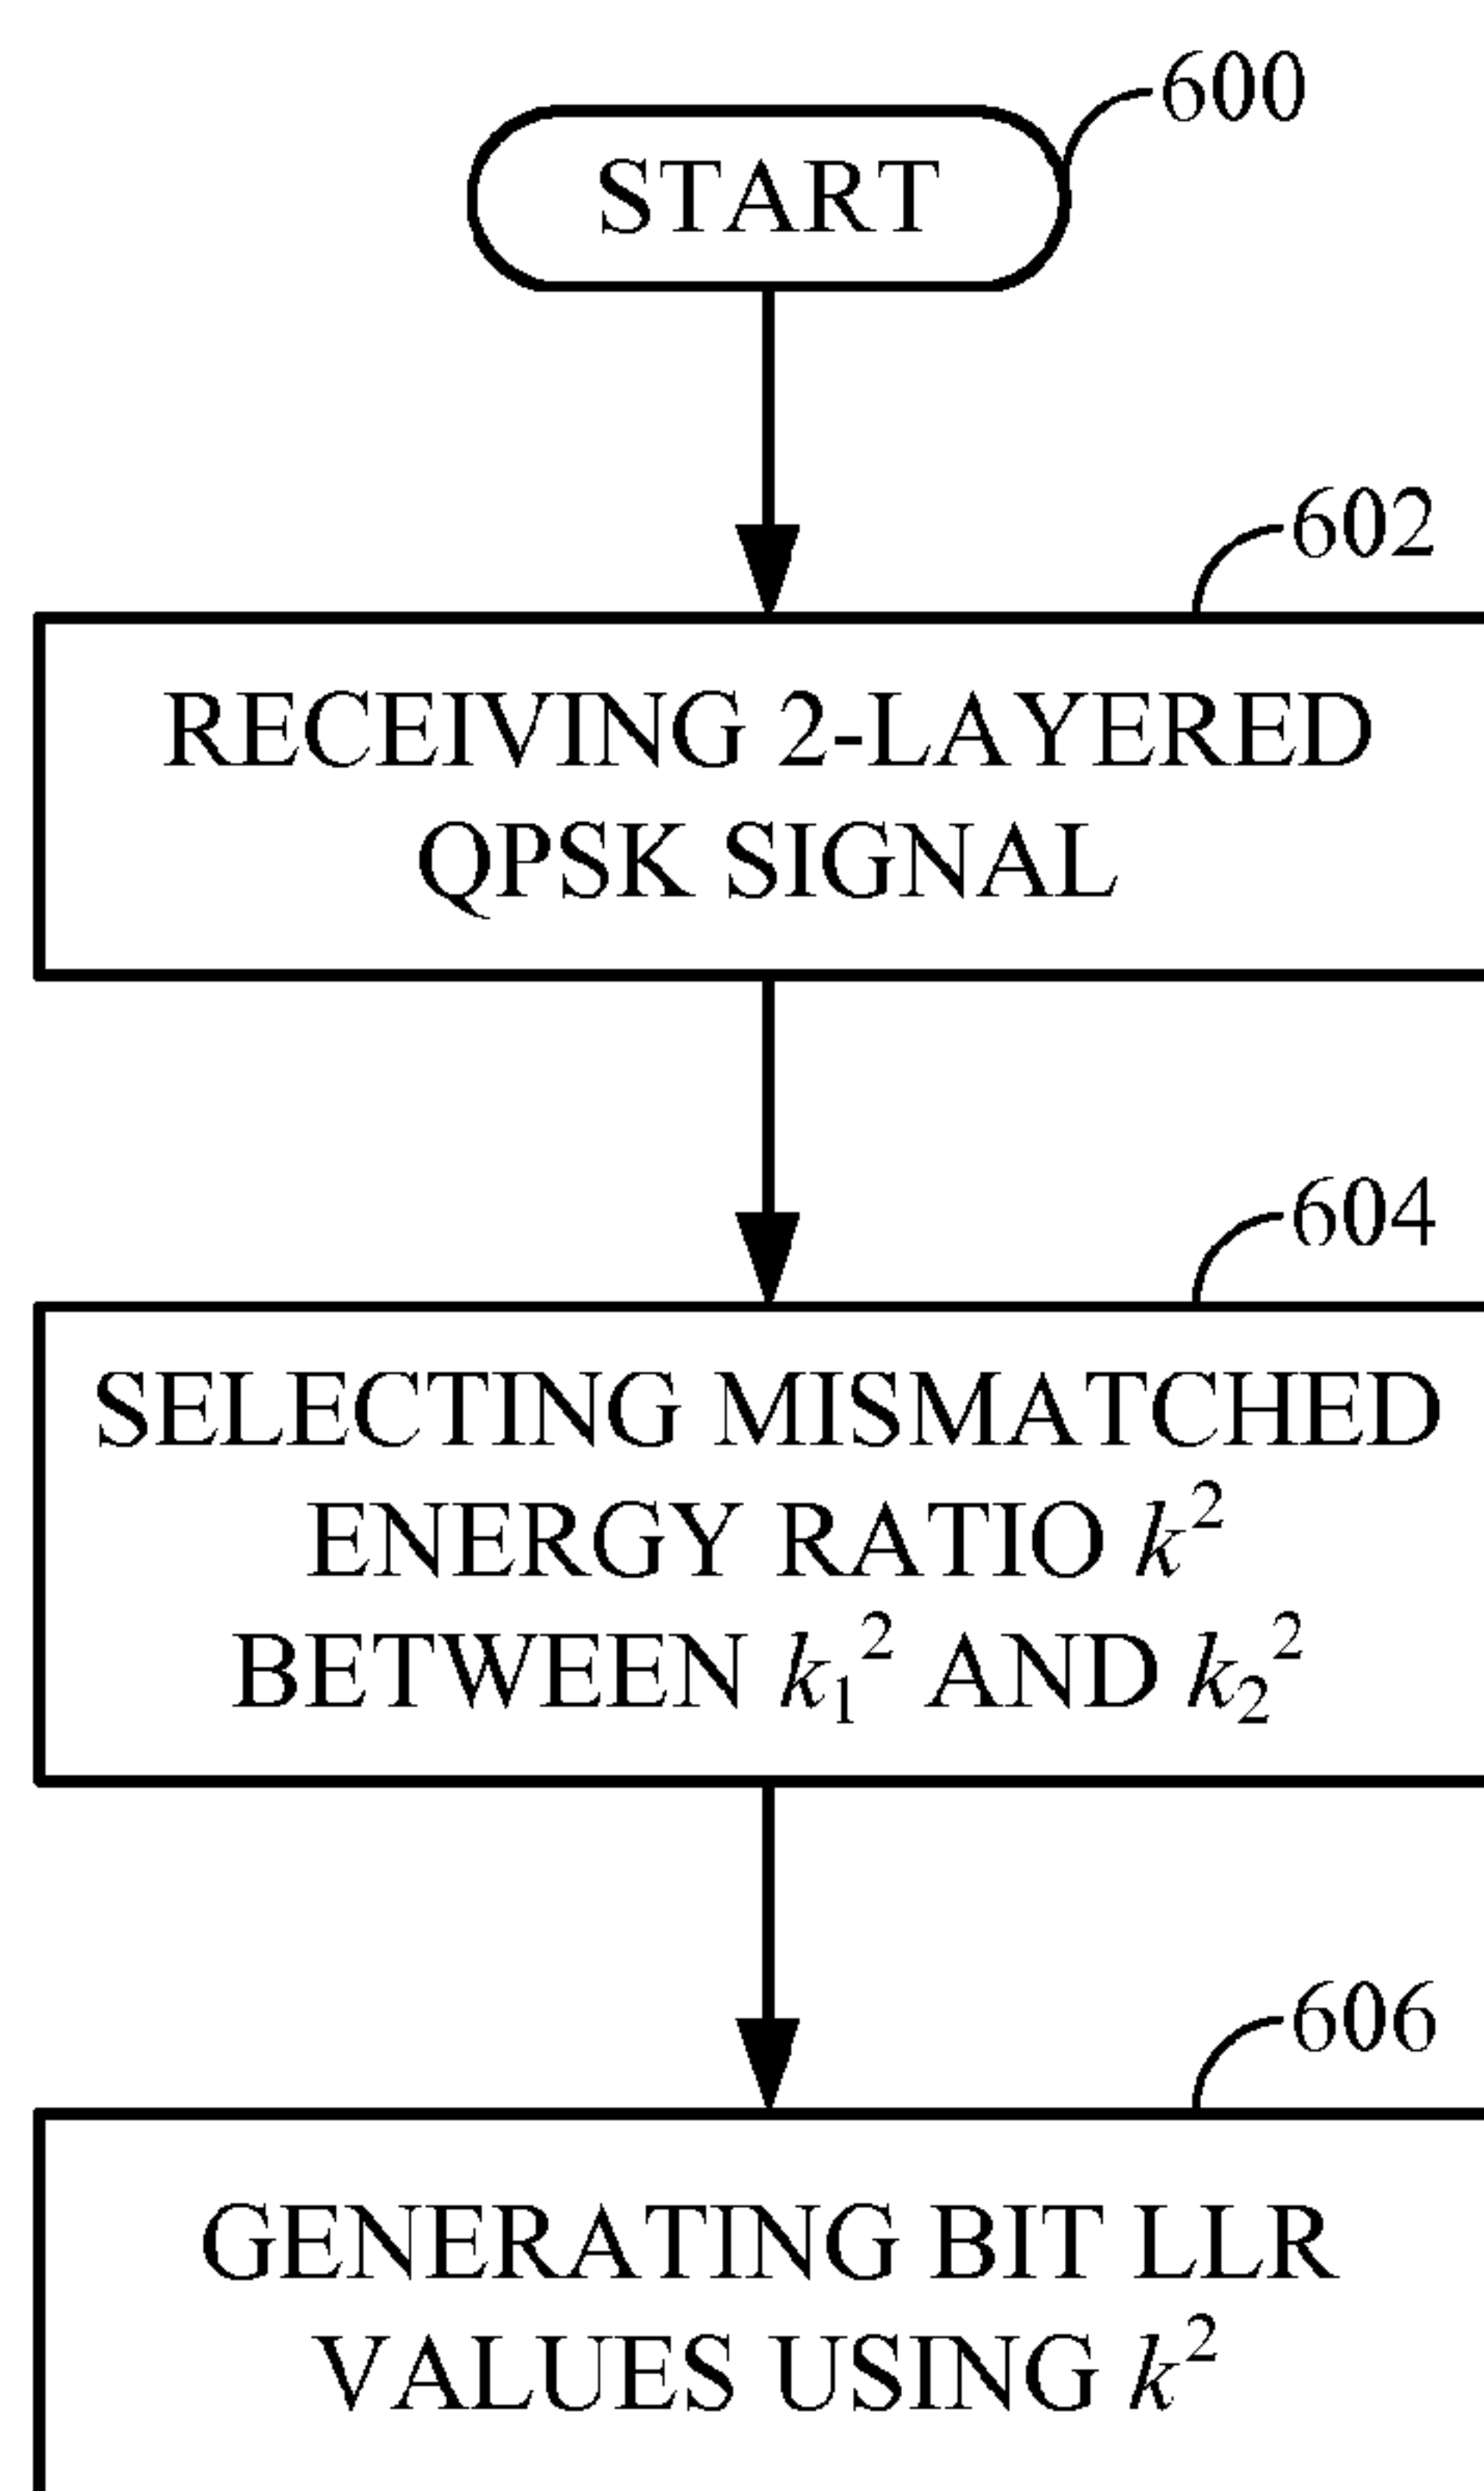 600
START
602
RECEIVING 2-LAYERED
QPSK SIGNAL
604
SELECTING MISMATCHED
ENERGY RATIO k²
BETWEEN k₁² AND k₂²
606
GENERATING BIT LLR
VALUES USING k²